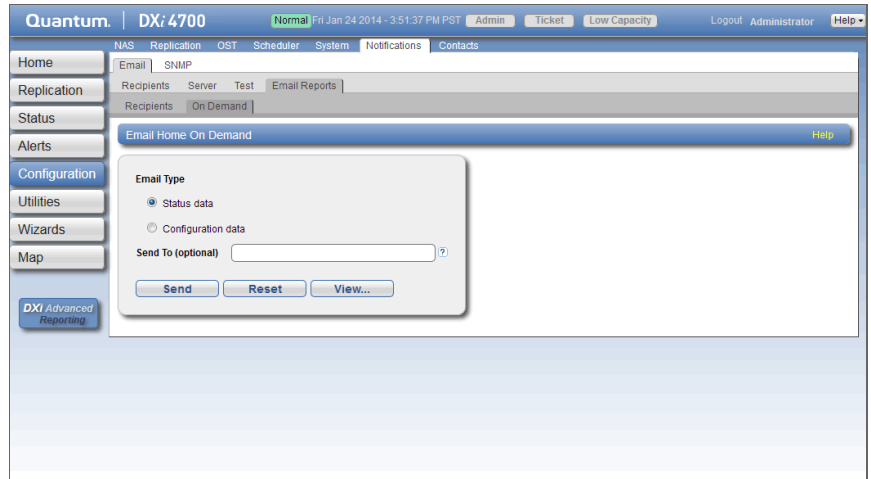 Quantum. DXi 4700 Normal Fri Jan 24 2014 - 3:51:37 PM PST Admin Ticket Low Capacity Logout Administrator Help
NAS Replication OST Scheduler System Notifications Contacts
Home
Replication
Status
Alerts
Configuration
Utilities
Wizards
Map
DXi Advanced
Reporting
Email SNMP
Recipients Server Test Email Reports
Recipients On Demand
Email Home On Demand Help
Email Type
Status data
Configuration data
Send To (optional) ?
Send Reset View...